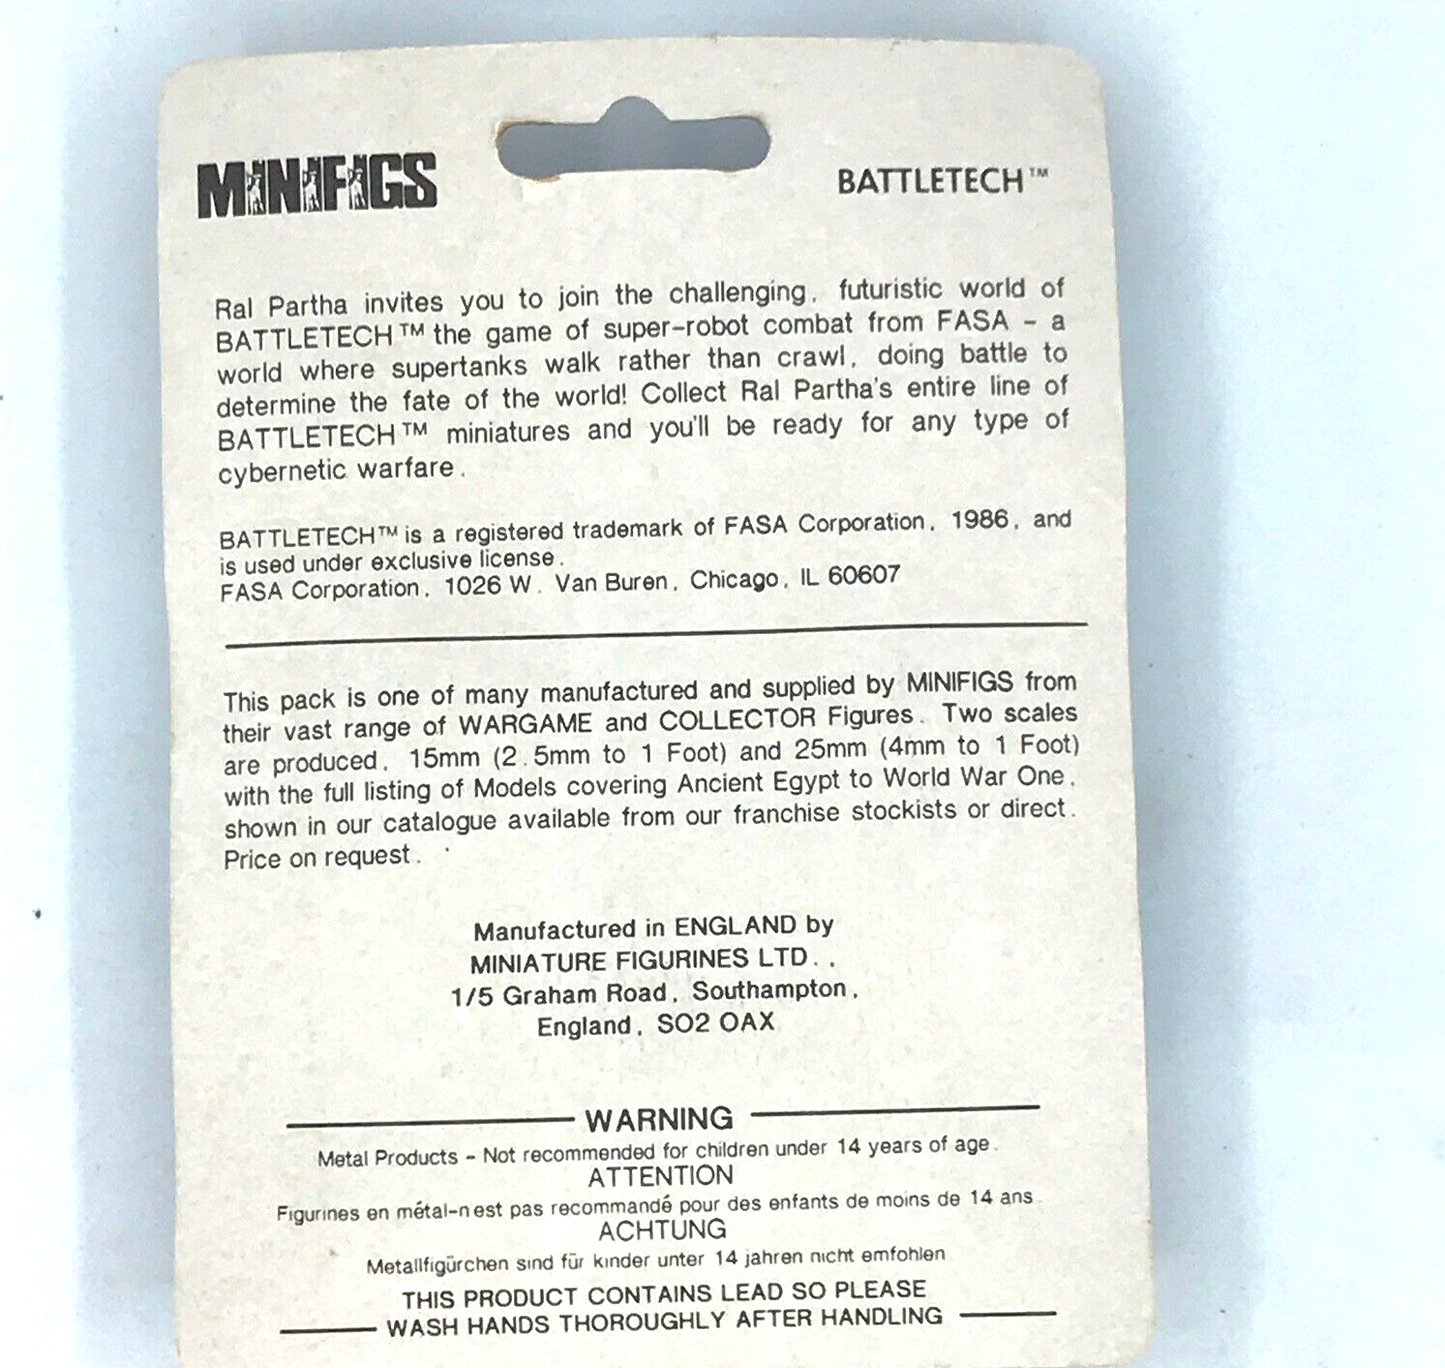 MINIFIGS
BATTLETECH™
Ral Partha invites you to join the challenging, futuristic world of
BATTLETECH™ the game of super-robot combat from FASA - a
world where supertanks walk rather than crawl, doing battle to
determine the fate of the world! Collect Ral Partha's entire line of
BATTLETECH™ miniatures and you'll be ready for any type of
cybernetic warfare.
BATTLETECH™ is a registered trademark of FASA Corporation, 1986, and
is used under exclusive license.
FASA Corporation, 1026 W. Van Buren, Chicago, IL 60607
This pack is one of many manufactured and supplied by MINIFIGS from
their vast range of WARGAME and COLLECTOR Figures. Two scales
are produced, 15mm (2.5mm to 1 Foot) and 25mm (4mm to 1 Foot)
with the full listing of Models covering Ancient Egypt to World War One,
shown in our catalogue available from our franchise stockists or direct.
Price on request.
Manufactured in ENGLAND by
MINIATURE FIGURINES LTD.,
1/5 Graham Road, Southampton,
England, SO2 OAX
WARNING
Metal Products - Not recommended for children under 14 years of age.
ATTENTION
Figurines en métal-n est pas recommandé pour des enfants de moins de 14 ans.
ACHTUNG
Metallfigürchen sind für kinder unter 14 jahren nicht emfohlen
THIS PRODUCT CONTAINS LEAD SO PLEASE
WASH HANDS THOROUGHLY AFTER HANDLING